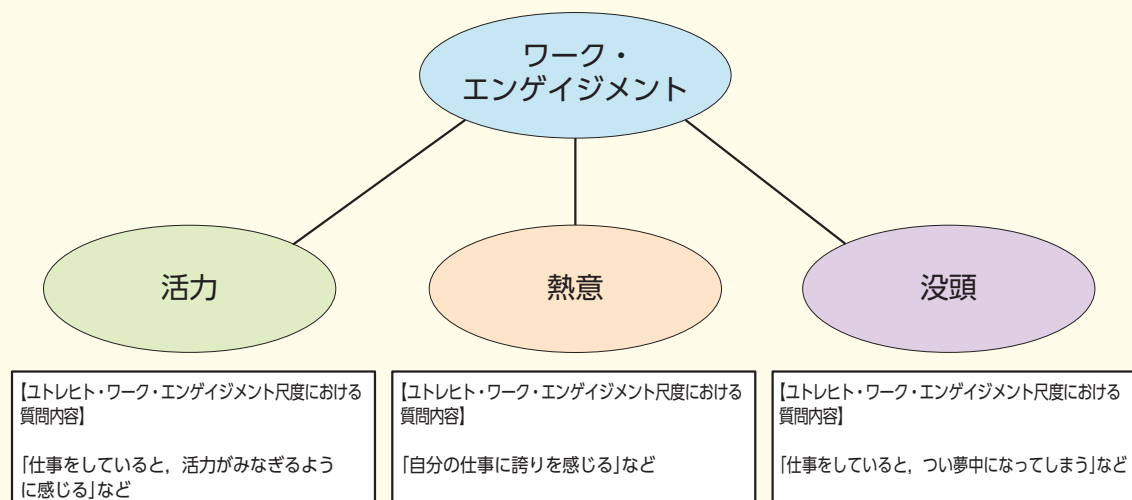 ワーク・
エンゲイジメント
活力
熱意
没頭
【ユトレヒト・ワーク・エンゲイジメント尺度における
質問内容】
「仕事をしていると，活力がみなぎるよう
に感じる」など
【ユトレヒト・ワーク・エンゲイジメント尺度における
質問内容】
「自分の仕事に誇りを感じる」など
【ユトレヒト・ワーク・エンゲイジメント尺度における
質問内容】
「仕事をしていると，つい夢中になってしまう」など